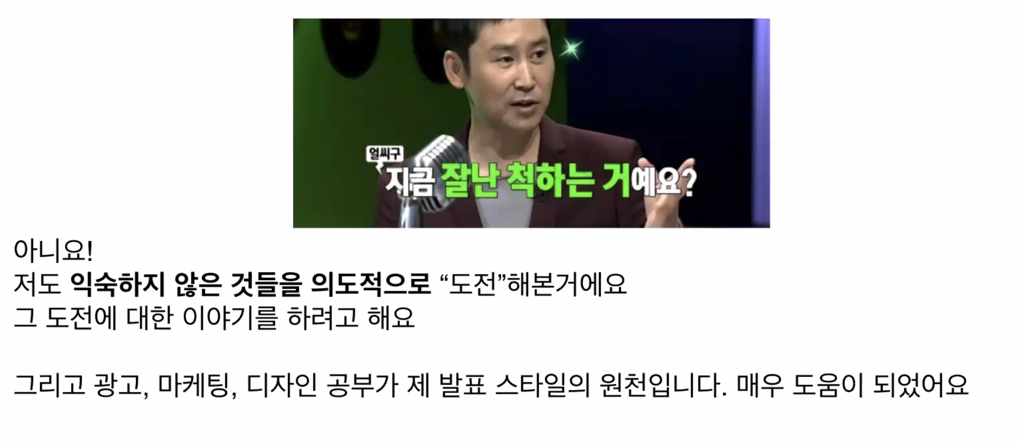 얼씨구
지금 잘난 척하는 거예요?
아니요!
저도 익숙하지 않은 것들을 의도적으로 “도전”해본거에요
그 도전에 대한 이야기를 하려고 해요
그리고 광고, 마케팅, 디자인 공부가 제 발표 스타일의 원천입니다. 매우 도움이 되었어요